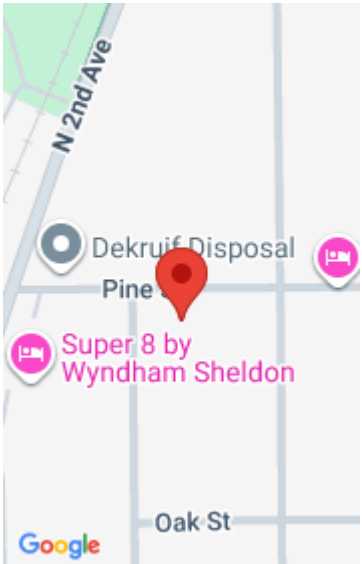 N 2nd Ave
Dekruif Disposal
Pine
Super 8 by
Wyndham Sheldon
Oak St
Google